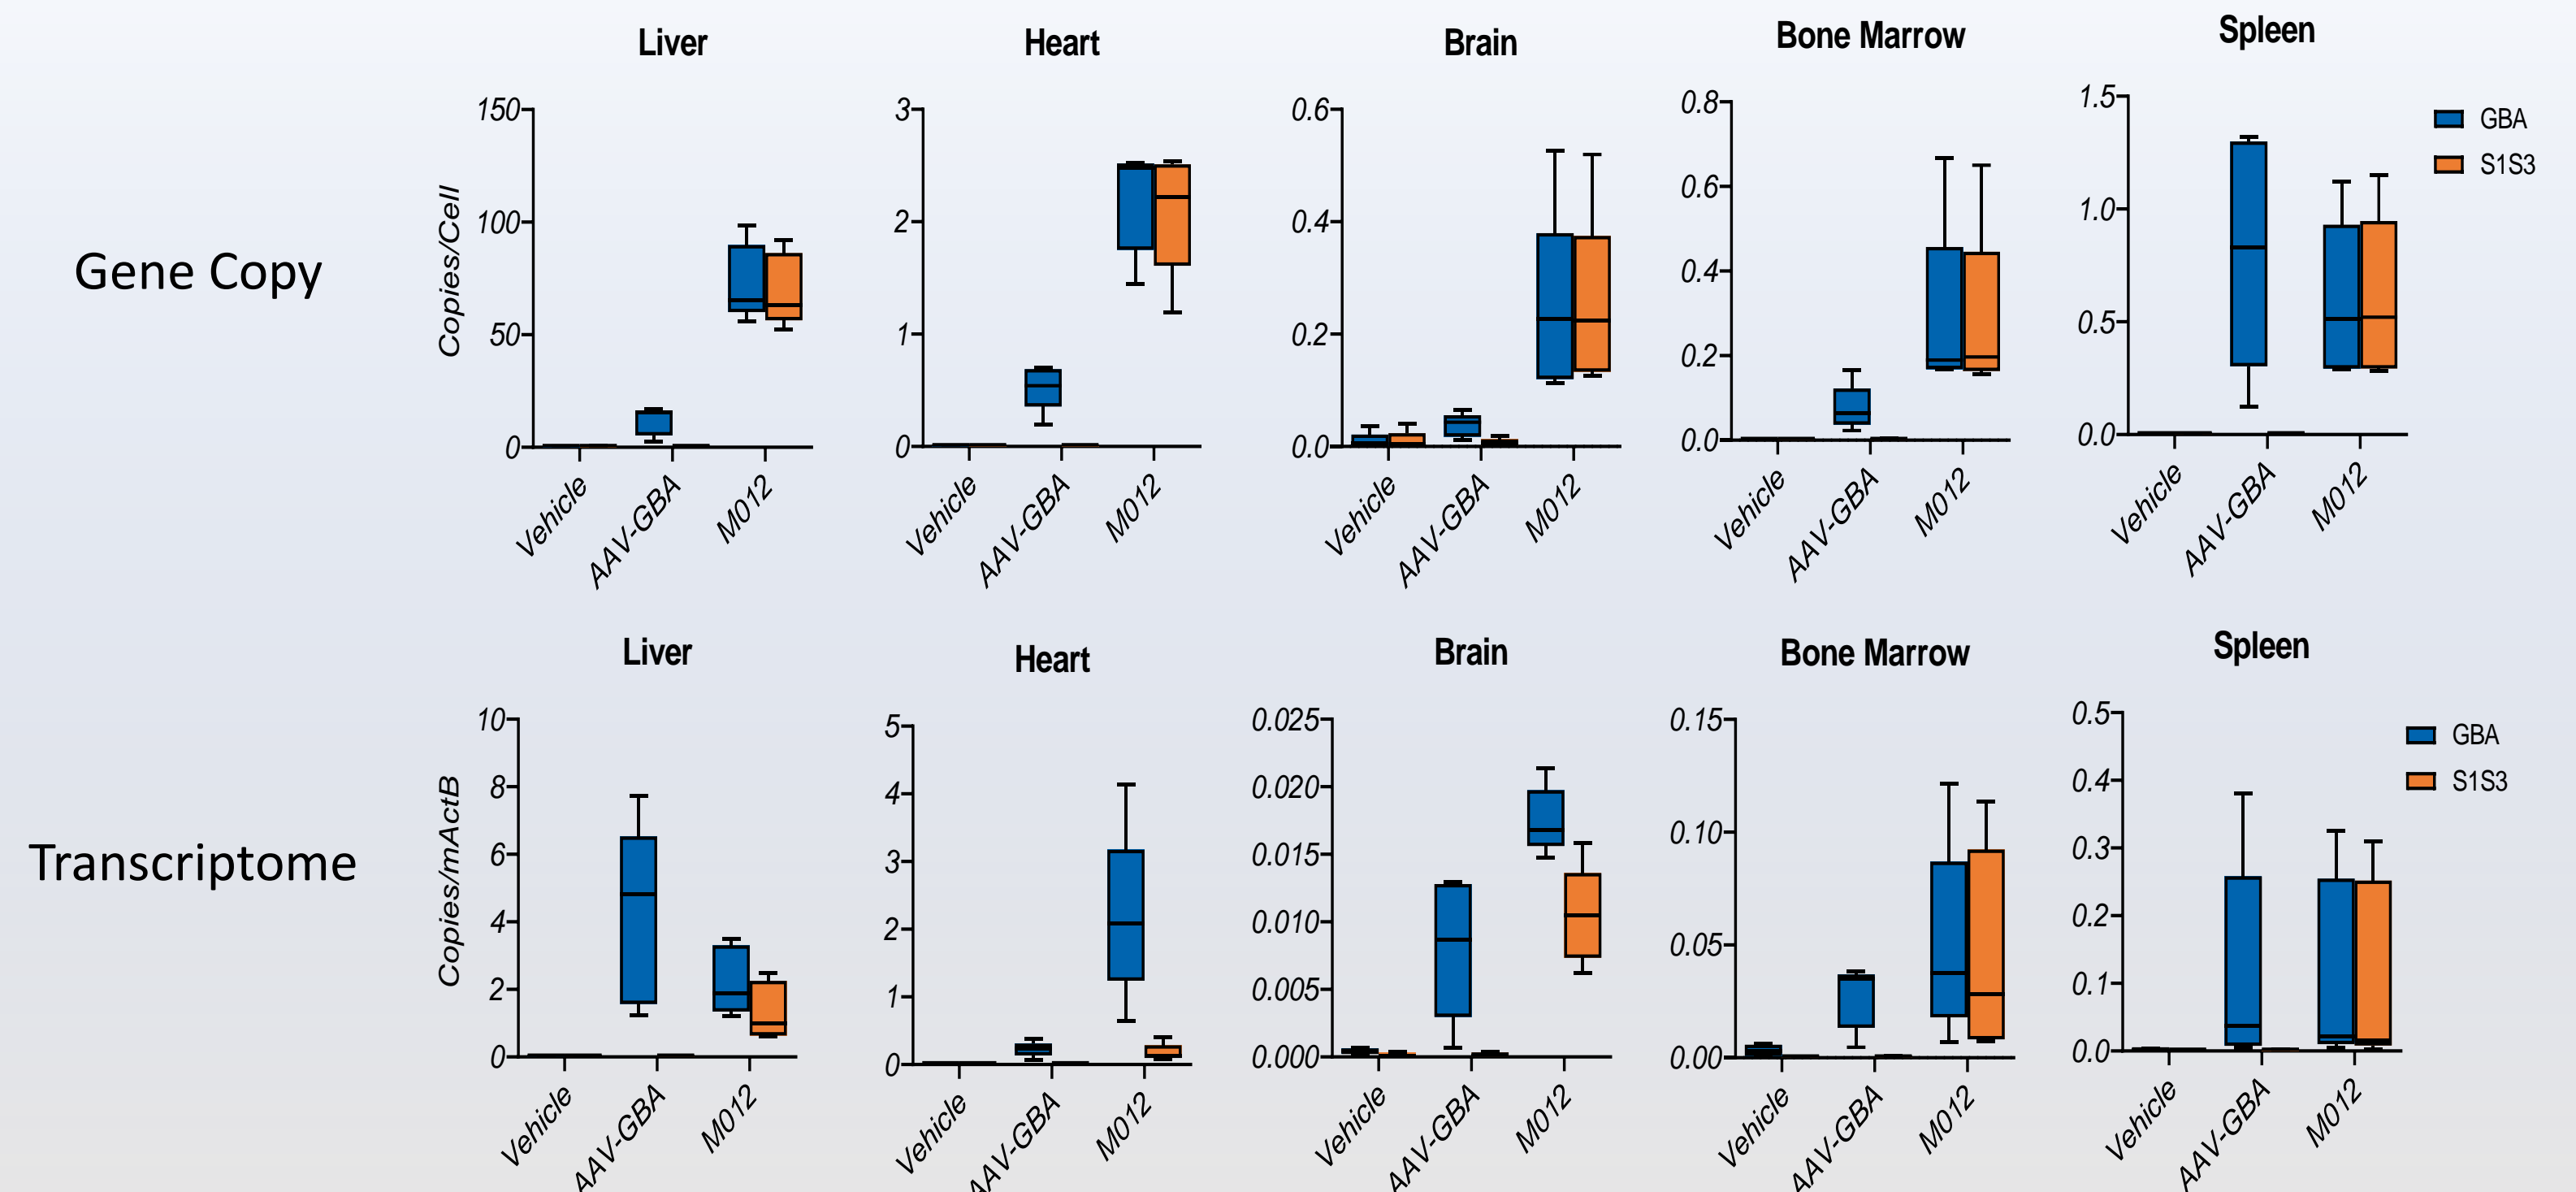 Liver
Heart
Brain
Bone Marrow
Spleen
Gene Copy
Copies/Cell
150
100
50
0
Vehicle
AAV-GBA
M012
3
2
1
0
Vehicle
AAV-GBA
M012
0.6
0.4
0.2
0.0
Vehicle
AAV-GBA
M012
0.8
0.6
0.4
0.2
0.0
Vehicle
AAV-GBA
M012
1.5
1.0
0.5
0.0
Vehicle
AAV-GBA
M012
GBA
S1S3
Liver
Heart
Brain
Bone Marrow
Spleen
Transcriptome
Copies/mActB
10
8
6
4
2
0
Vehicle
AAV-GBA
M012
5
4
3
2
1
0
Vehicle
AAV-GBA
M012
0.025
0.020
0.015
0.010
0.005
0.000
Vehicle
AAV-GBA
M012
0.15
0.10
0.05
0.00
Vehicle
AAV-GBA
M012
0.5
0.4
0.3
0.2
0.1
0.0
Vehicle
AAV-GBA
M012
GBA
S1S3